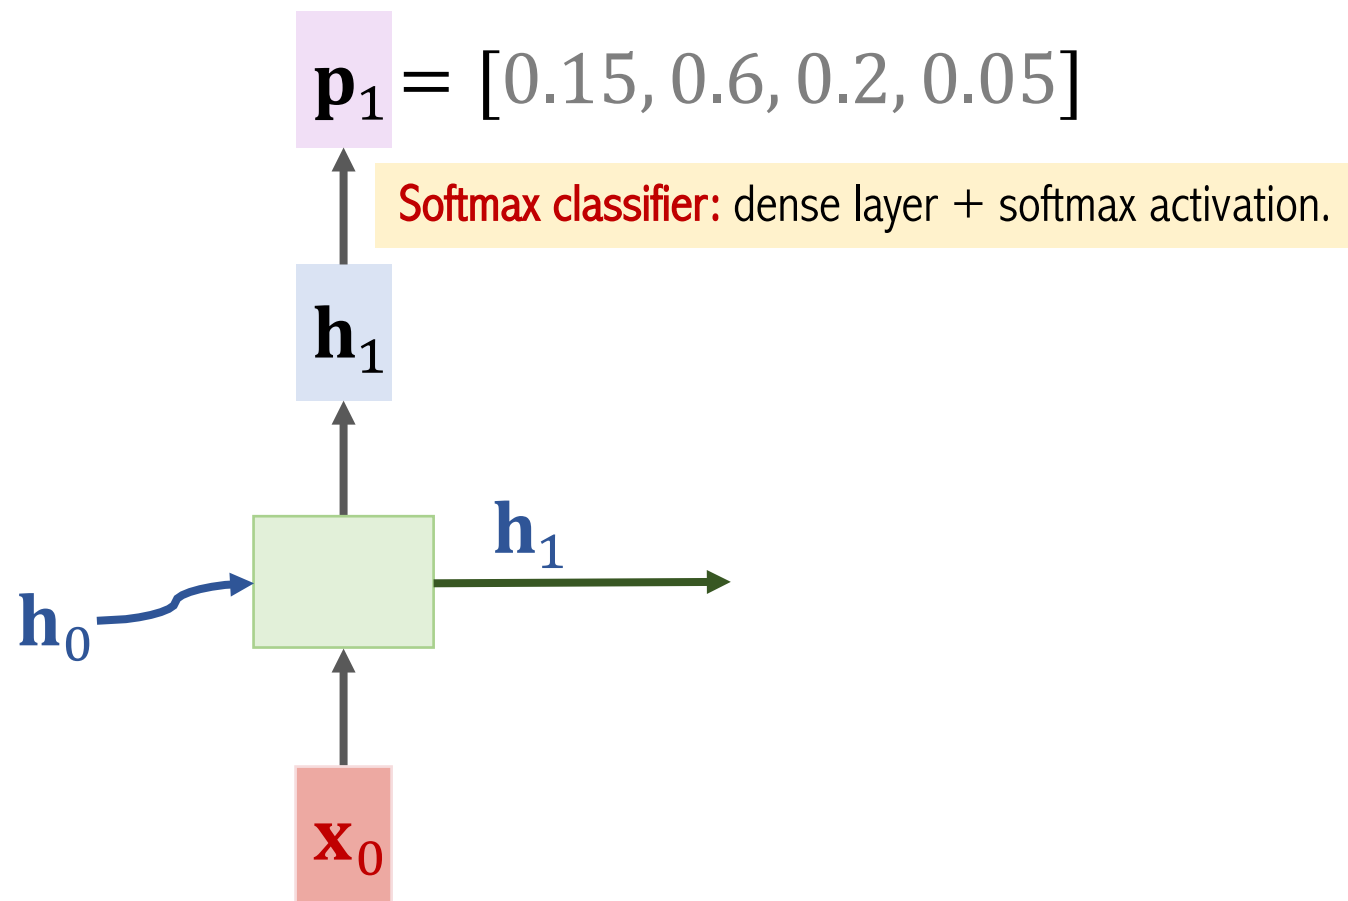 p₁ = [0.15, 0.6, 0.2, 0.05]
Softmax classifier: dense layer + softmax activation.
h₁
h₁
h₀
x₀